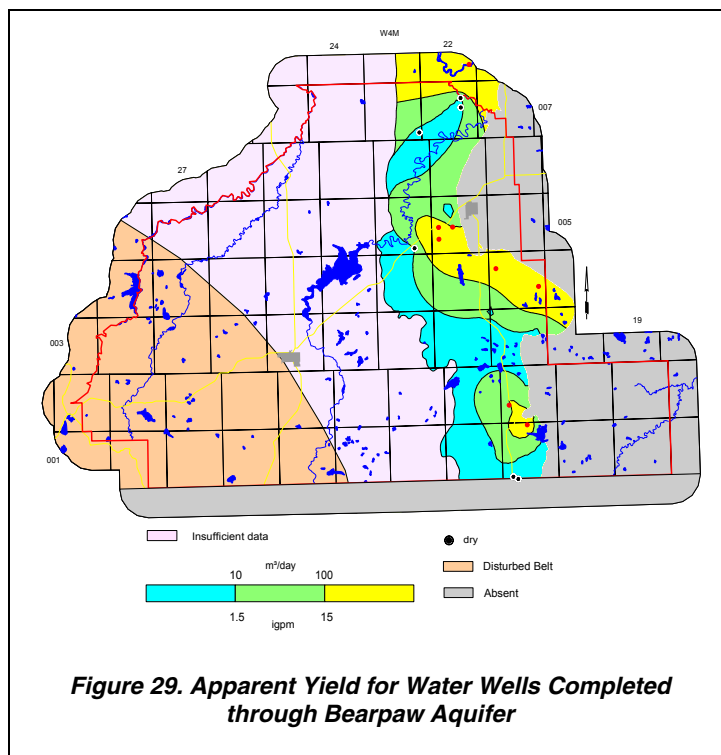 W4M
24
22
007
27
005
19
003
001
Insufficient data
dry
m³/day
10
100
Disturbed Belt
Absent
1.5
15
igpm
Figure 29. Apparent Yield for Water Wells Completed
through Bearpaw Aquifer